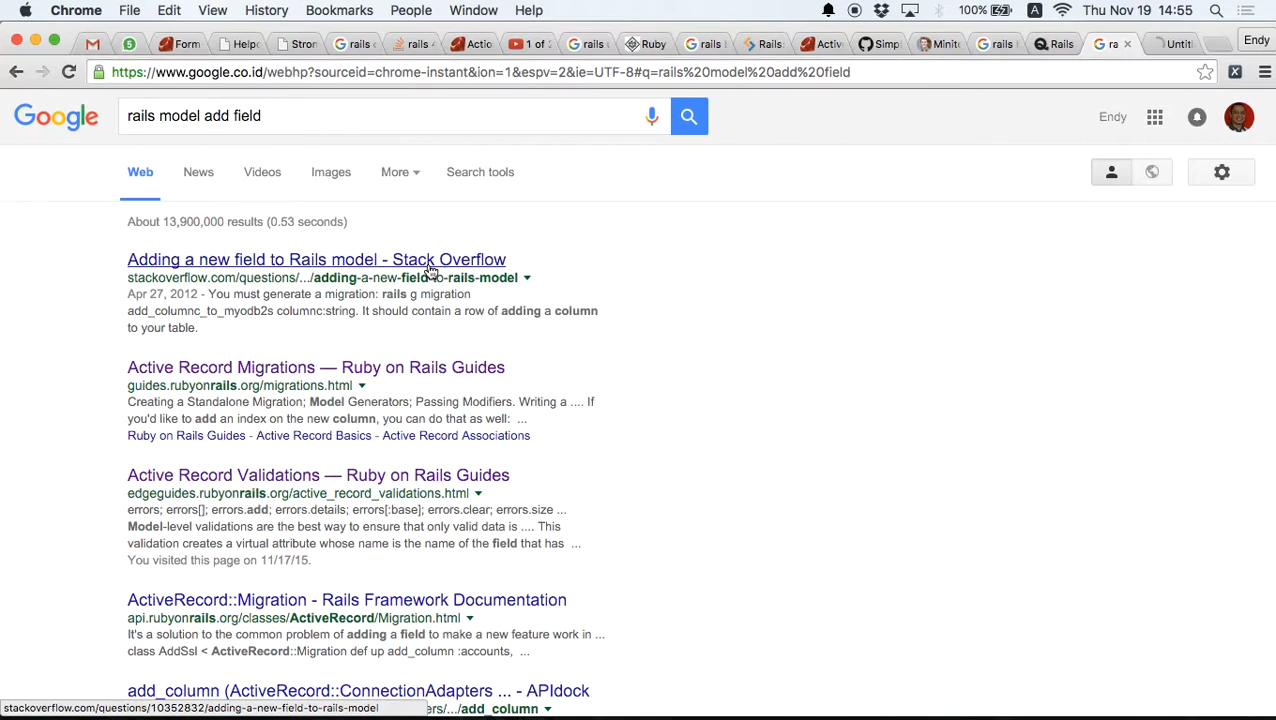 Chrome File Edit View History Bookmarks People Window Help 100% A Thu Nov 19 14:55
5 Form Help Stron rails rails Actio 1 of rails Ruby rails Rails: Active Simp Minit rails Rails ra Untitl Endy
https://www.google.co.id/webhp?sourceid=chrome-instant&ion=1&espv=2&ie=UTF-8#q=rails%20model%20add%20field
Google rails model add field Endy
Web News Videos Images More Search tools
About 13,900,000 results (0.53 seconds)
Adding a new field to Rails model - Stack Overflow
stackoverflow.com/questions/.../adding-a-new-field-to-rails-model
Apr 27, 2012 - You must generate a migration: rails g migration
add_columnc_to_myodb2s columnc:string. It should contain a row of adding a column
to your table.
Active Record Migrations — Ruby on Rails Guides
guides.rubyonrails.org/migrations.html
Creating a Standalone Migration; Model Generators; Passing Modifiers. Writing a .... If
you'd like to add an index on the new column, you can do that as well: ...
Ruby on Rails Guides - Active Record Basics - Active Record Associations
Active Record Validations — Ruby on Rails Guides
edgeguides.rubyonrails.org/active_record_validations.html
errors; errors[]; errors.add; errors.details; errors[:base]; errors.clear; errors.size ...
Model-level validations are the best way to ensure that only valid data is .... This
validation creates a virtual attribute whose name is the name of the field that has ...
You visited this page on 11/17/15.
ActiveRecord::Migration - Rails Framework Documentation
api.rubyonrails.org/classes/ActiveRecord/Migration.html
It's a solution to the common problem of adding a field to make a new feature work in ...
class AddSsl < ActiveRecord::Migration def up add_column :accounts, ...
add_column (ActiveRecord::ConnectionAdapters ... - APIdock
stackoverflow.com/questions/10352832/adding-a-new-field-to-rails-model ers/.../add_column